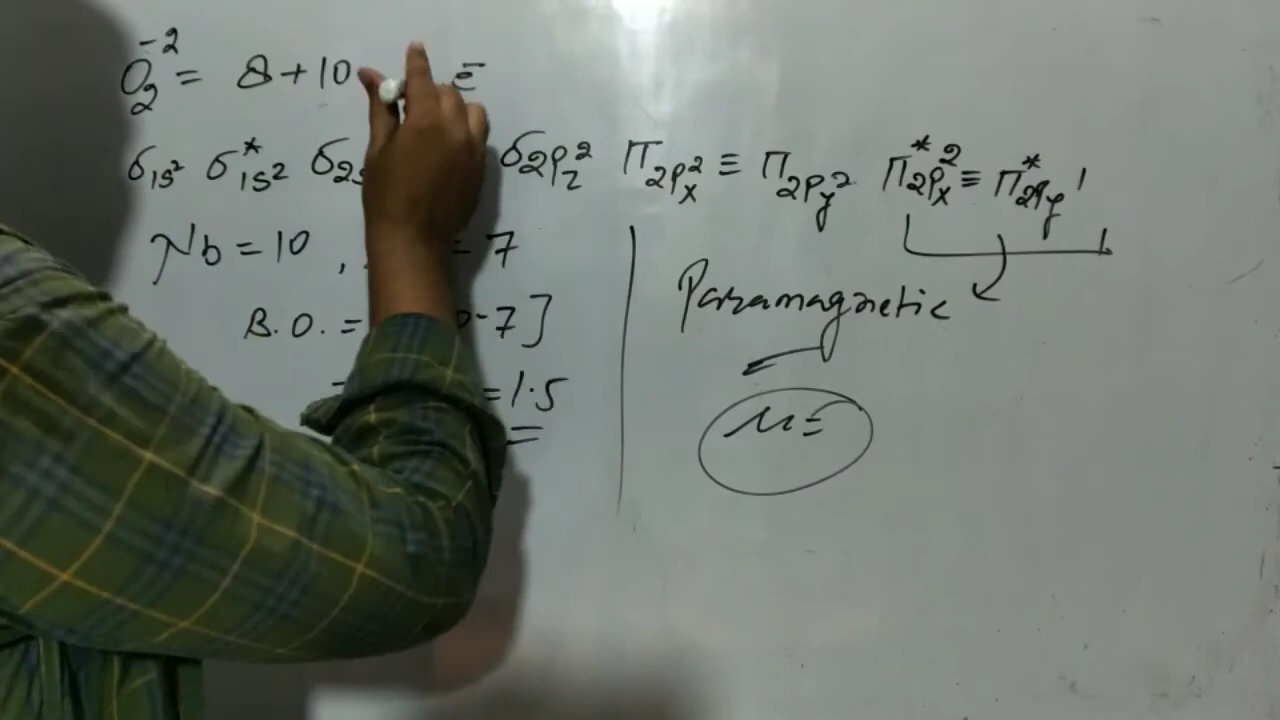 O₂⁻² = 8+10 e⁻
σ1s² σ*1s² σ2s σ2pz² π2px² ≡ π2py² π*2px² ≡ π*2py¹
Nb = 10 , = 7
B.O. = -7]
= 1.5
Paramagnetic
μ =